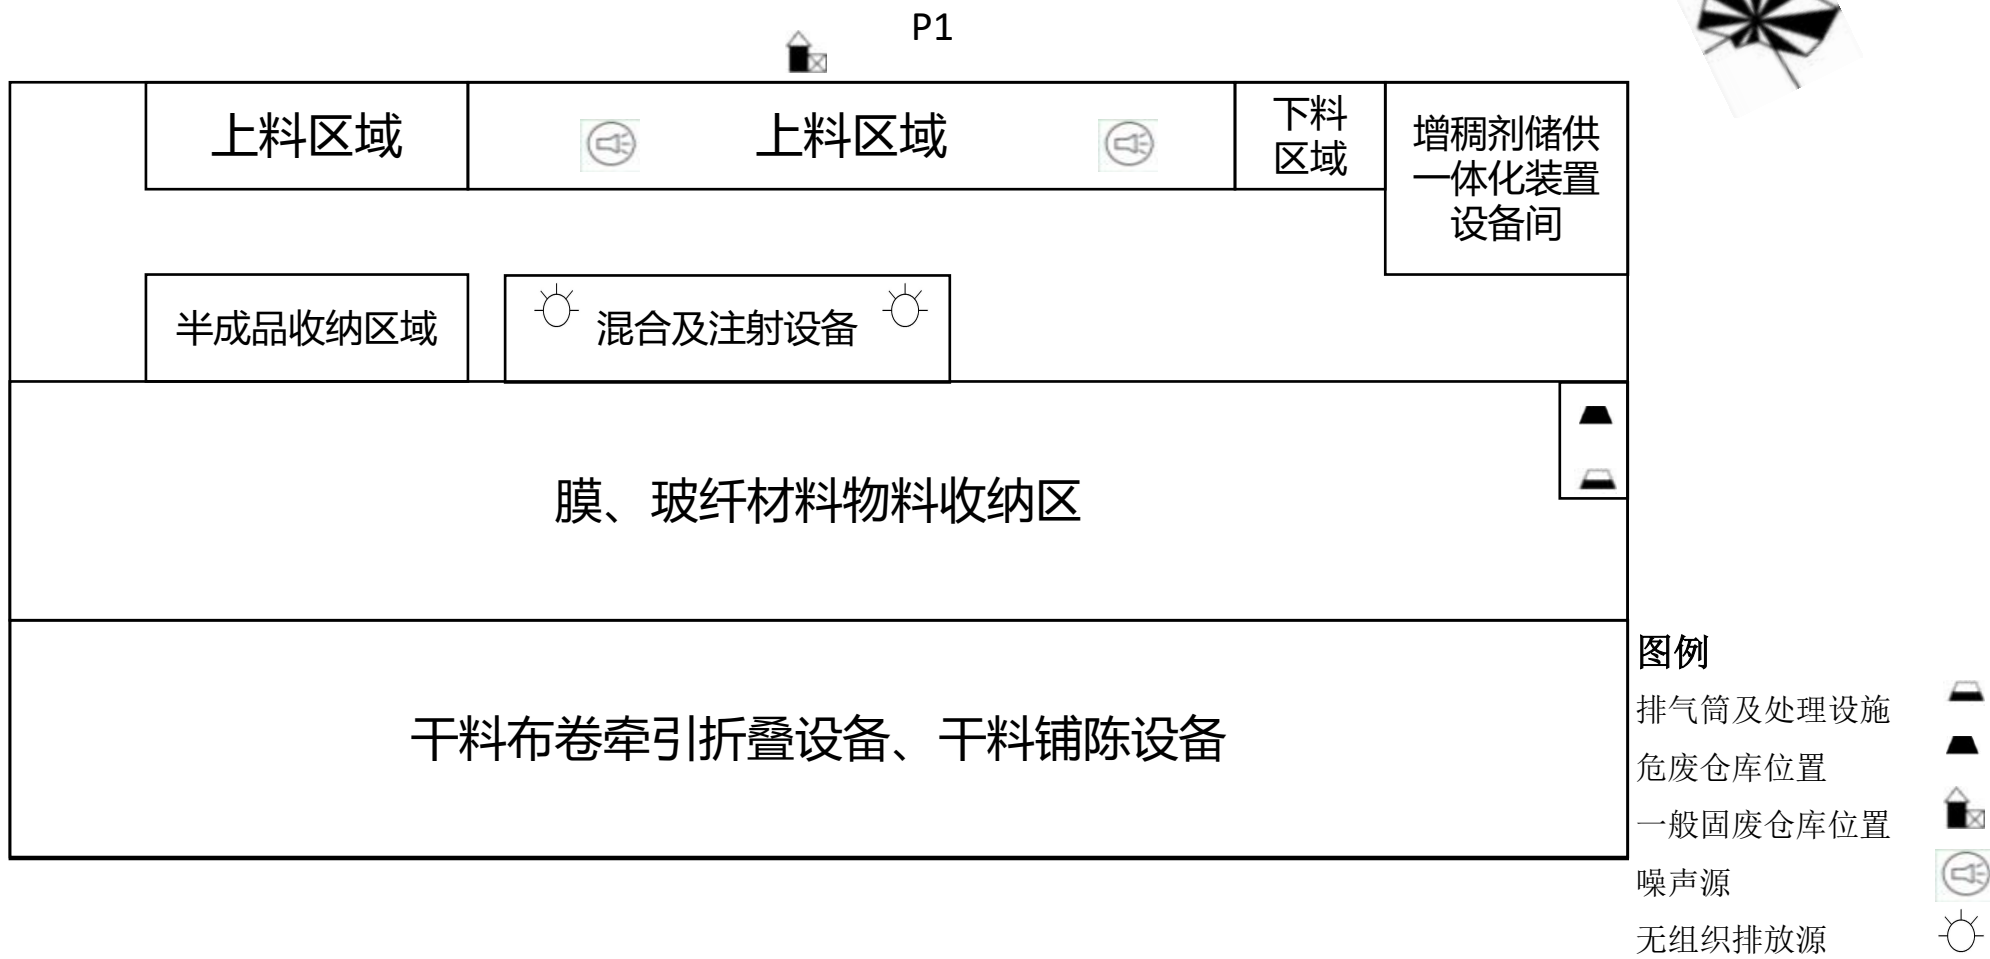 P1
上料区域
上料区域
下料
区域
增稠剂储供
一体化装置
设备间
半成品收纳区域
混合及注射设备
膜、玻纤材料物料收纳区
干料布卷牵引折叠设备、干料铺陈设备
图例
排气筒及处理设施
危废仓库位置
一般固废仓库位置
噪声源
无组织排放源